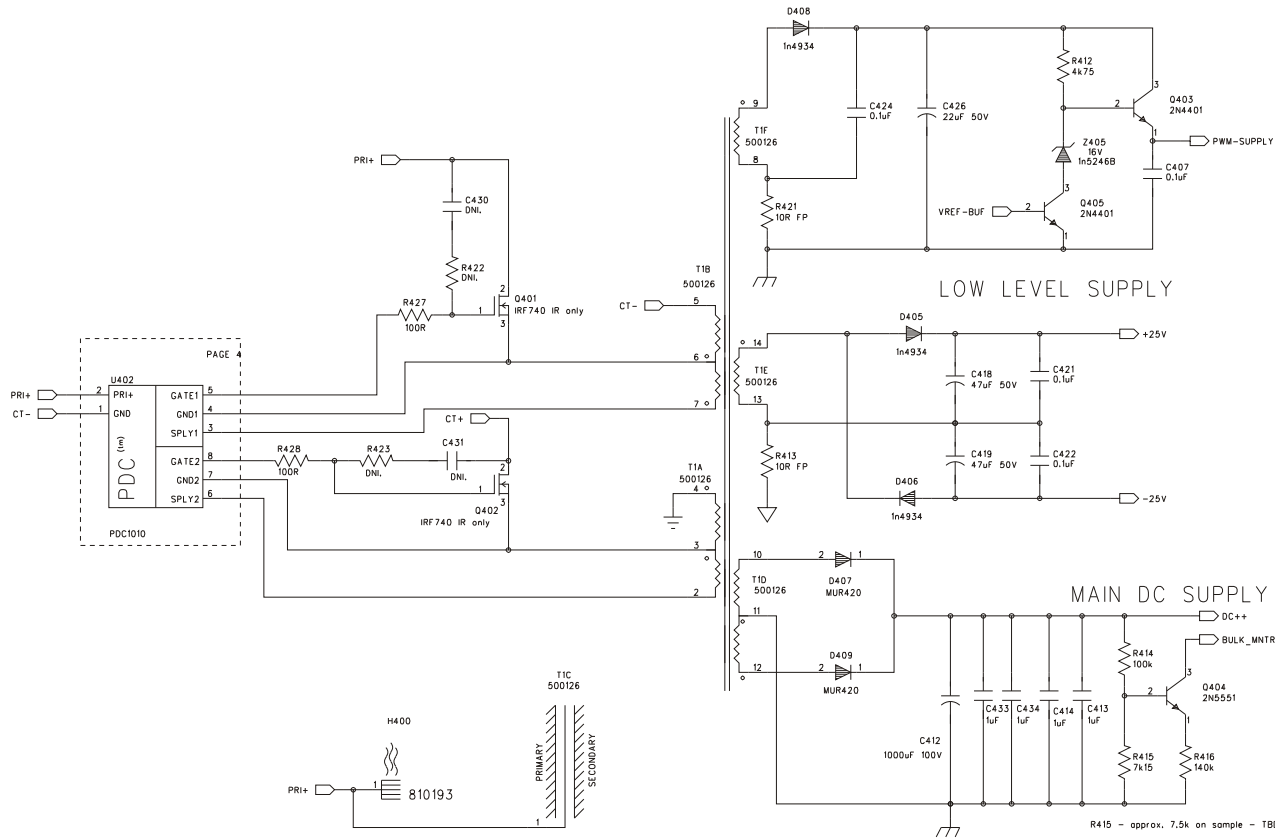 D408
1n4934
R412
4k75
3
2
Q403
2N4401
1
PWM-SUPPLY
9
T1F
500126
8
C424
0.1uF
C426
22uF 50V
Z405
16V
1n5246B
C407
0.1uF
R421
10R FP
VREF-BUF
2
3
Q405
2N4401
1
LOW LEVEL SUPPLY
PRI+
C430
DNI.
R422
DNI.
R427
100R
2
1
3
Q401
IRF740 IR only
T1B
500126
CT-
5
6
7
14
T1E
500126
13
D405
1n4934
+25V
C418
47uF 50V
C421
0.1uF
R413
10R FP
C419
47uF 50V
C422
0.1uF
D406
1n4934
-25V
PAGE 4
U402
PRI+
2
PRI+
CT-
1
GND
GATE1
5
GND1
4
SPLY1
3
GATE2
8
GND2
7
SPLY2
6
PDC (tm)
PDC1010
CT+
R428
100R
R423
DNI.
C431
DNI.
2
1
3
Q402
IRF740 IR only
T1A
500126
4
3
2
10
T1D
500126
11
12
2
1
D407
MUR420
D409
2
1
MUR420
MAIN DC SUPPLY
DC++
BULK_MNTR
R414
100k
3
2
Q404
2N5551
1
C412
1000uF 100V
C433
1uF
C434
1uF
C414
1uF
C413
1uF
R415
7k15
R416
140k
R415 - approx. 7.5k on sample - TB
T1C
500126
PRIMARY
SECONDARY
1
H400
PRI+
1
810193